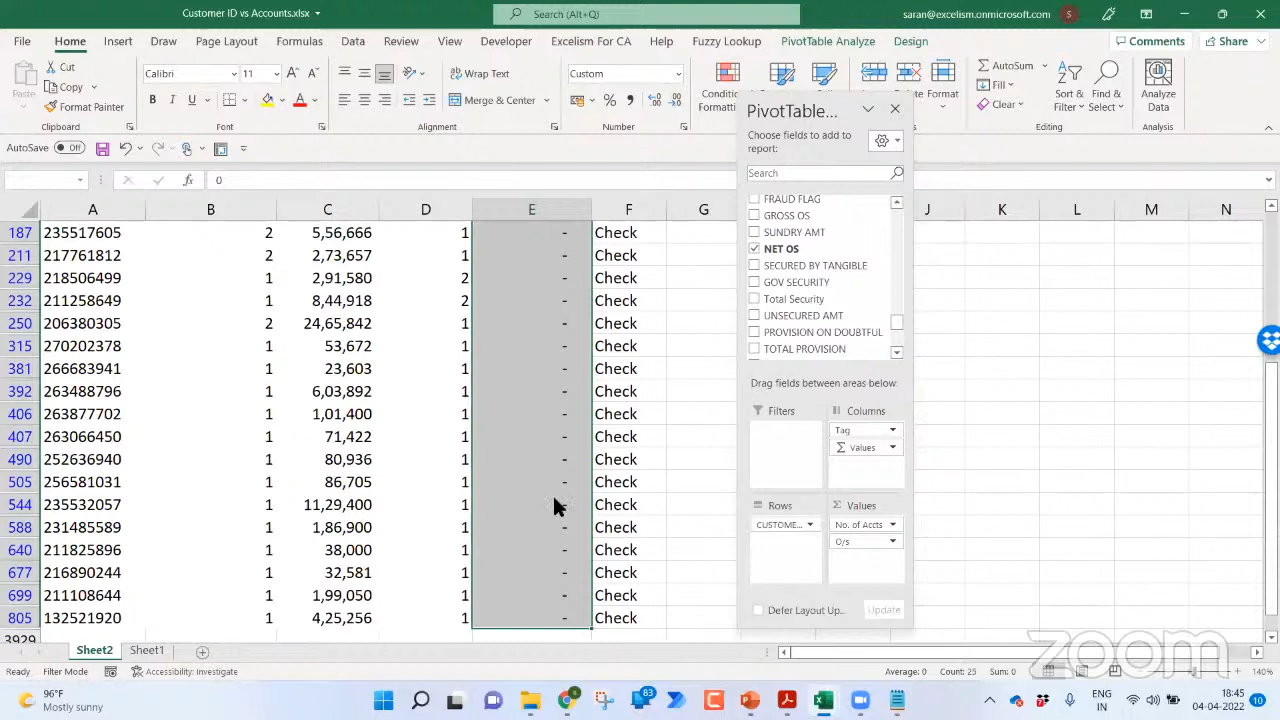 Customer ID vs Accounts.xlsx
Search (Alt+Q)
saran@excelism.onmicrosoft.com S
File Home Insert Draw Page Layout Formulas Data Review View Developer Excelism For CA Help Fuzzy Lookup PivotTable Analyze Design Comments Share
Cut
Copy
Format Painter
Paste
Clipboard
Calibri 11
B I U
Font
Wrap Text
Merge & Center
Alignment
Custom
Number
Conditional
AutoSum
Fill
Clear
Sort & Filter
Find & Select
Editing
Analyze Data
Analysis
AutoSave Off
0
A B C D E F G J K L M N
187 235517605 2 5,56,666 1 - Check
211 217761812 2 2,73,657 1 - Check
229 218506499 1 2,91,580 2 - Check
232 211258649 1 8,44,918 2 - Check
250 206380305 2 24,65,842 1 - Check
315 270202378 1 53,672 1 - Check
381 266683941 1 23,603 1 - Check
392 263488796 1 6,03,892 1 - Check
406 263877702 1 1,01,400 1 - Check
407 263066450 1 71,422 1 - Check
490 252636940 1 80,936 1 - Check
505 256581031 1 86,705 1 - Check
544 235532057 1 11,29,400 1 - Check
588 231485589 1 1,86,900 1 - Check
640 211825896 1 38,000 1 - Check
677 216890244 1 32,581 1 - Check
699 211108644 1 1,99,050 1 - Check
805 132521920 1 4,25,256 1 - Check
3929
PivotTable...
Choose fields to add to
report:
Search
FRAUD FLAG
GROSS OS
SUNDRY AMT
NET OS
SECURED BY TANGIBLE
GOV SECURITY
Total Security
UNSECURED AMT
PROVISION ON DOUBTFUL
TOTAL PROVISION
Drag fields between areas below:
Filters
Columns
Tag
Σ Values
Rows
CUSTOME...
Σ Values
No. of Accts
O/s
Defer Layout Up...
Update
zoom
Sheet2 Sheet1
Ready Filter Mode Accessibility: Investigate Average: 0 Count: 25 Sum: 0 140%
96°F
Mostly sunny
83
ENG
IN
18:45
04-04-2022
10